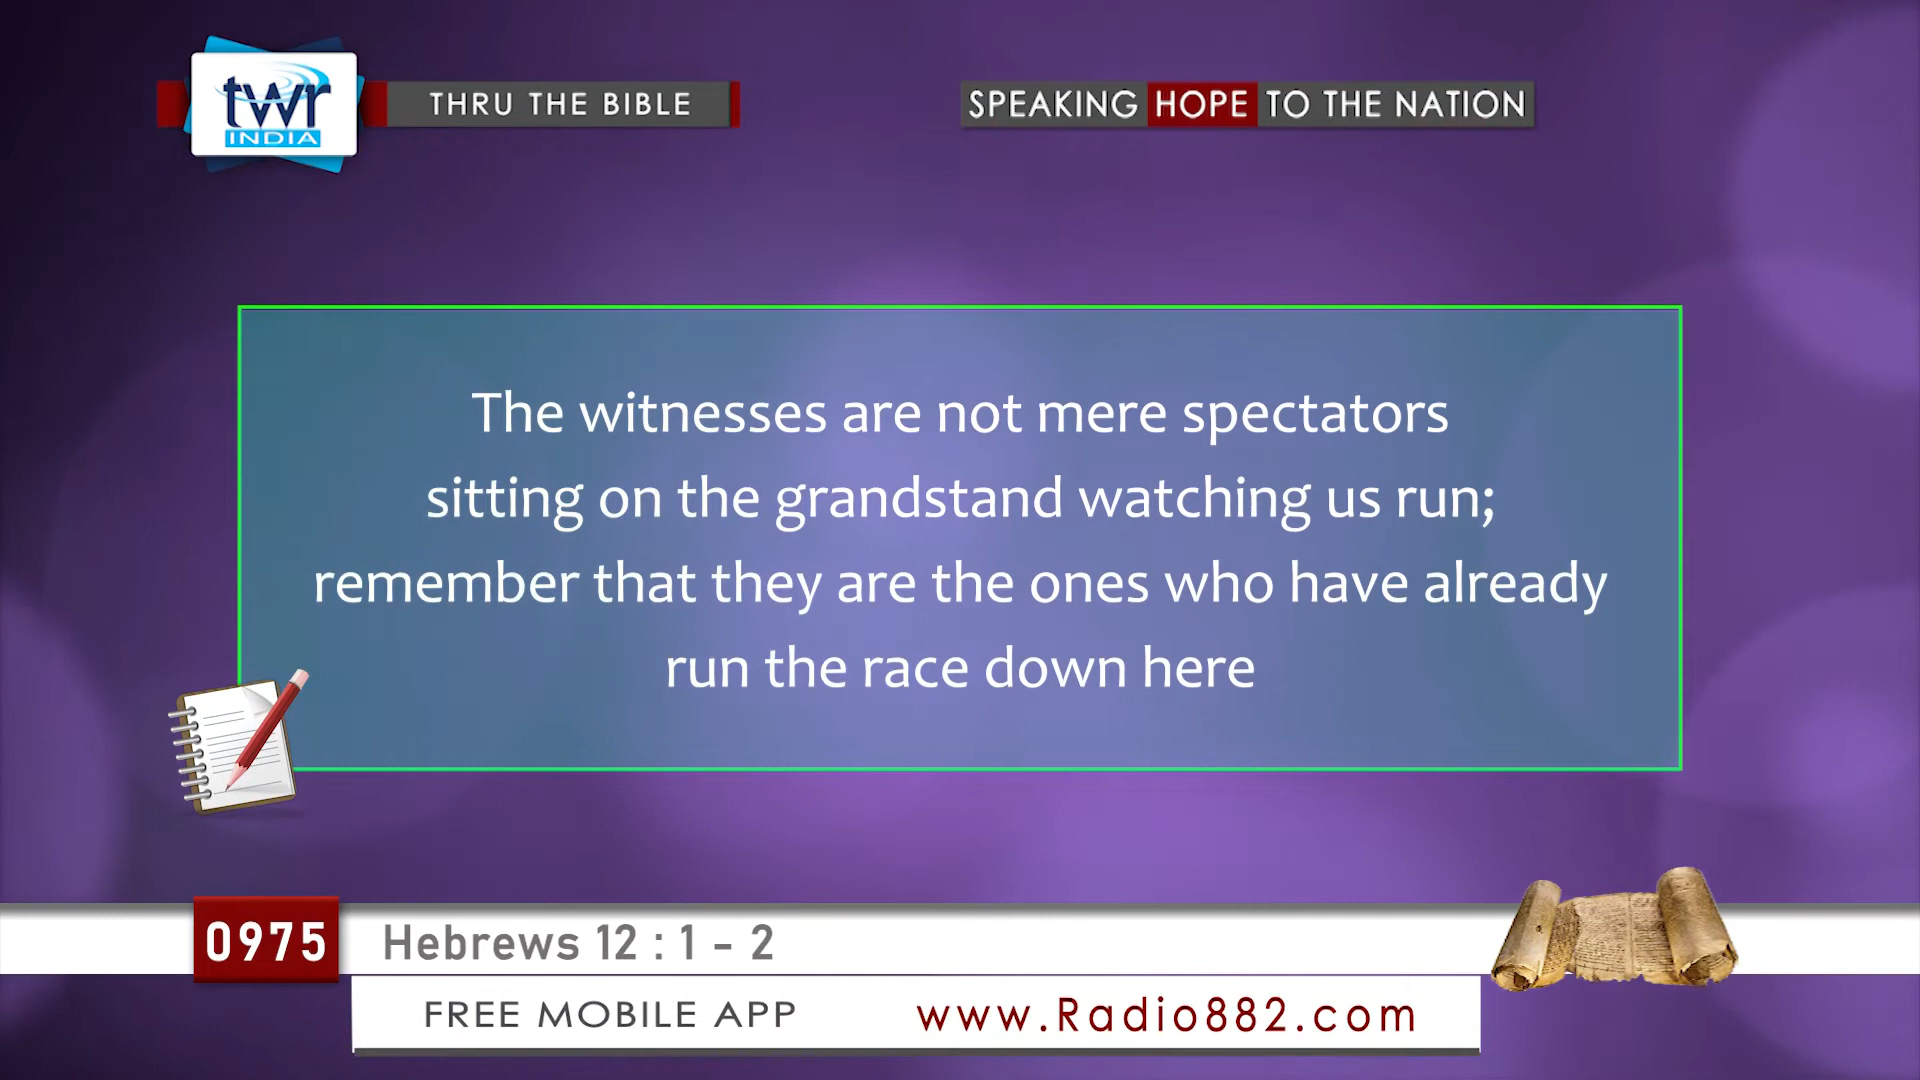 twr
INDIA
THRU THE BIBLE
SPEAKING HOPE TO THE NATION
The witnesses are not mere spectators
sitting on the grandstand watching us run;
remember that they are the ones who have already
run the race down here
0975
Hebrews 12 : 1 - 2
FREE MOBILE APP
www.Radio882.com